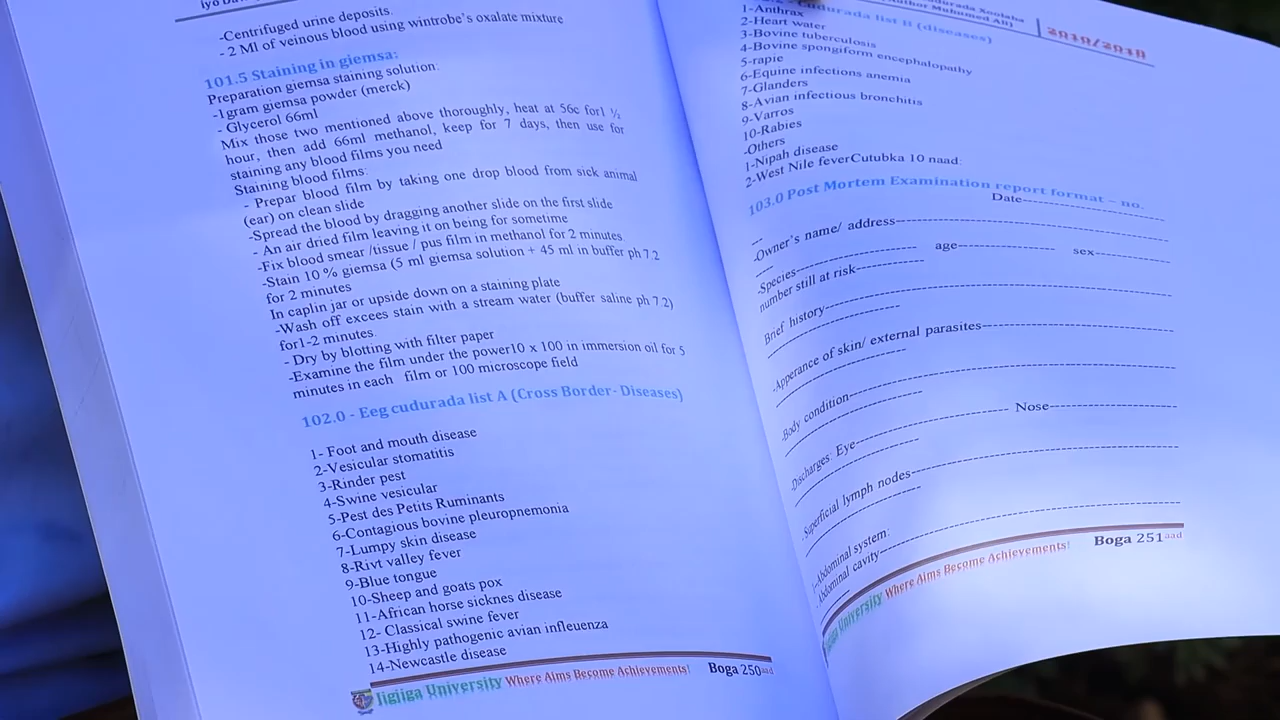 -Centrifuged urine deposits.
- 2 Ml of veinous blood using wintrobe's oxalate mixture
101.5 Staining in giemsa:
Preparation giemsa staining solution:
-1gram giemsa powder (merck)
- Glycerol 66ml
Mix those two mentioned above thoroughly, heat at 56c for1 ½
hour, then add 66ml methanol, keep for 7 days, then use for
staining any blood films you need
Staining blood films:
- Prepar blood film by taking one drop blood from sick animal
(ear) on clean slide
-Spread the blood by dragging another slide on the first slide
- An air dried film leaving it on being for sometime
-Fix blood smear /tissue / pus film in methanol for 2 minutes
-Stain 10 % giemsa (5 ml giemsa solution + 45 ml in buffer ph 7 2
for 2 minutes
In caplin jar or upside down on a staining plate
-Wash off excees stain with a stream water (buffer saline ph 7 2)
for1-2 minutes.
- Dry by blotting with filter paper
-Examine the film under the power10 x 100 in immersion oil for 5
minutes in each film or 100 microscope field
102.0 - Eeg cudurada list A (Cross Border- Diseases)
1- Foot and mouth disease
2-Vesicular stomatitis
3-Rinder pest
4-Swine vesicular
5-Pest des Petits Ruminants
6-Contagious bovine pleuropnemonia
7-Lumpy skin disease
8-Rivt valley fever
9-Blue tongue
10-Sheep and goats pox
11-African horse sicknes disease
12- Classical swine fever
13-Highly pathogenic avian infleuenza
14-Newcastle disease
Jigjiga University Where Aims Become Achievements! Boga 250aad
2010/2018
cudurada list B (diseases)
1-Anthrax
2-Heart water
3-Bovine tuberculosis
4-Bovine spongiform encephalopathy
5-rapie
6-Equine infections anemia
7-Glanders
8-Avian infectious bronchitis
9-Varros
10-Rabies
-Others
1-Nipah disease
2-West Nile feverCutubka 10 naad:
103.0 Post Mortem Examination report format – no.
Date
-Owner's name/ address
-Species age sex
number still at risk
Brief history
-Apperance of skin/ external parasites
-Body condition
-Discharges: Eye Nose
-Superficial lymph nodes
-Abdominal system:
-Abdominal cavity
Jigjiga University Where Aims Become Achievements! Boga 251aad